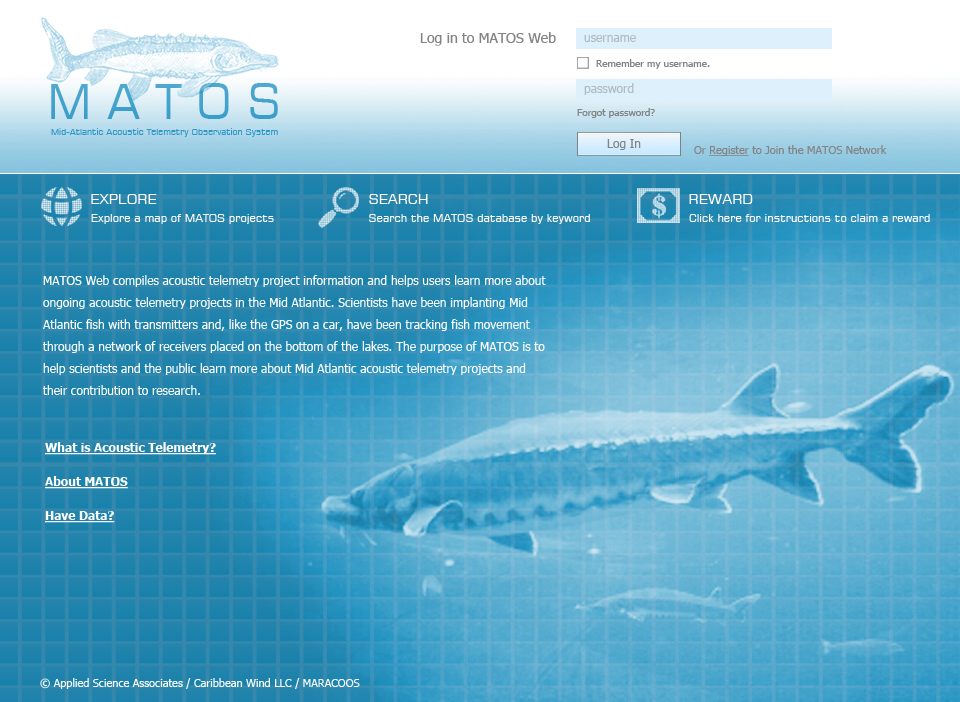 MATOS
Mid-Atlantic Acoustic Telemetry Observation System
Log in to MATOS Web
username
Remember my username.
password
Forgot password?
Log In
Or Register to Join the MATOS Network
EXPLORE
Explore a map of MATOS projects
SEARCH
Search the MATOS database by keyword
$
REWARD
Click here for instructions to claim a reward
MATOS Web compiles acoustic telemetry project information and helps users learn more about
ongoing acoustic telemetry projects in the Mid Atlantic. Scientists have been implanting Mid
Atlantic fish with transmitters and, like the GPS on a car, have been tracking fish movement
through a network of receivers placed on the bottom of the lakes. The purpose of MATOS is to
help scientists and the public learn more about Mid Atlantic acoustic telemetry projects and
their contribution to research.
What is Acoustic Telemetry?
About MATOS
Have Data?
© Applied Science Associates / Caribbean Wind LLC / MARACOOS